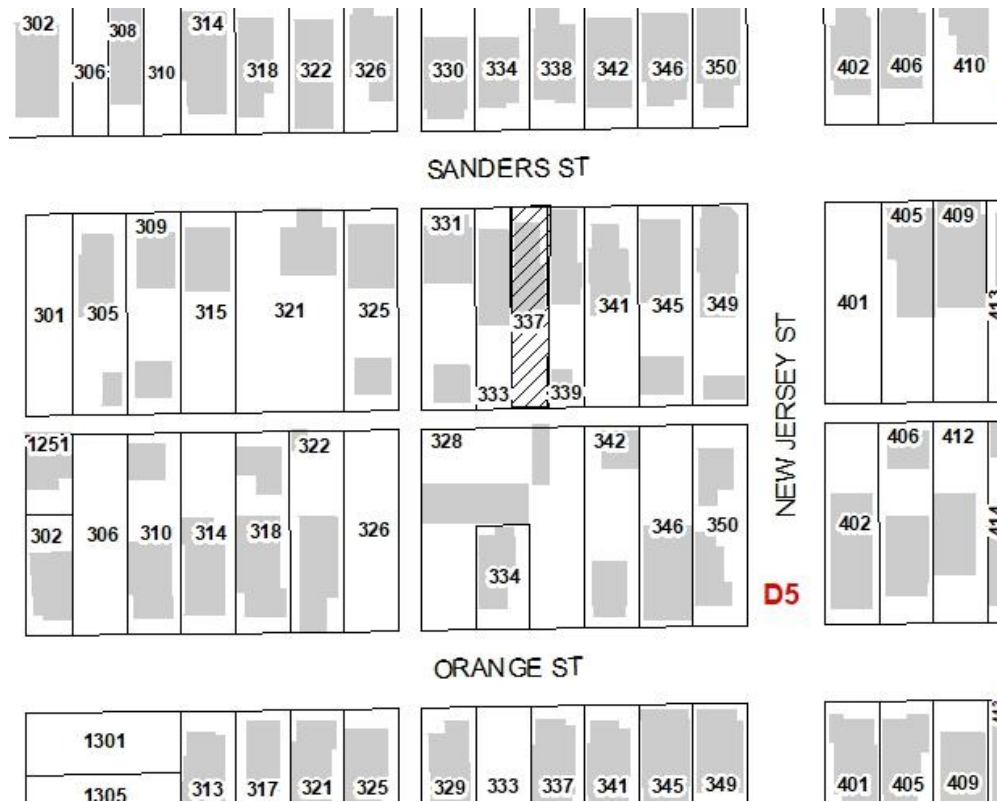 302 306 308 310 314 318 322 326 330 334 338 342 346 350 402 406 410
SANDERS ST
301 305 309 315 321 325 331 333 337 339 341 345 349 401 405 409 413
NEW JERSEY ST
1251 302 306 310 314 318 322 326 328 334 342 346 350 402 406 412 414
D5
ORANGE ST
1301
1305 313 317 321 325 329 333 337 341 345 349 401 405 409